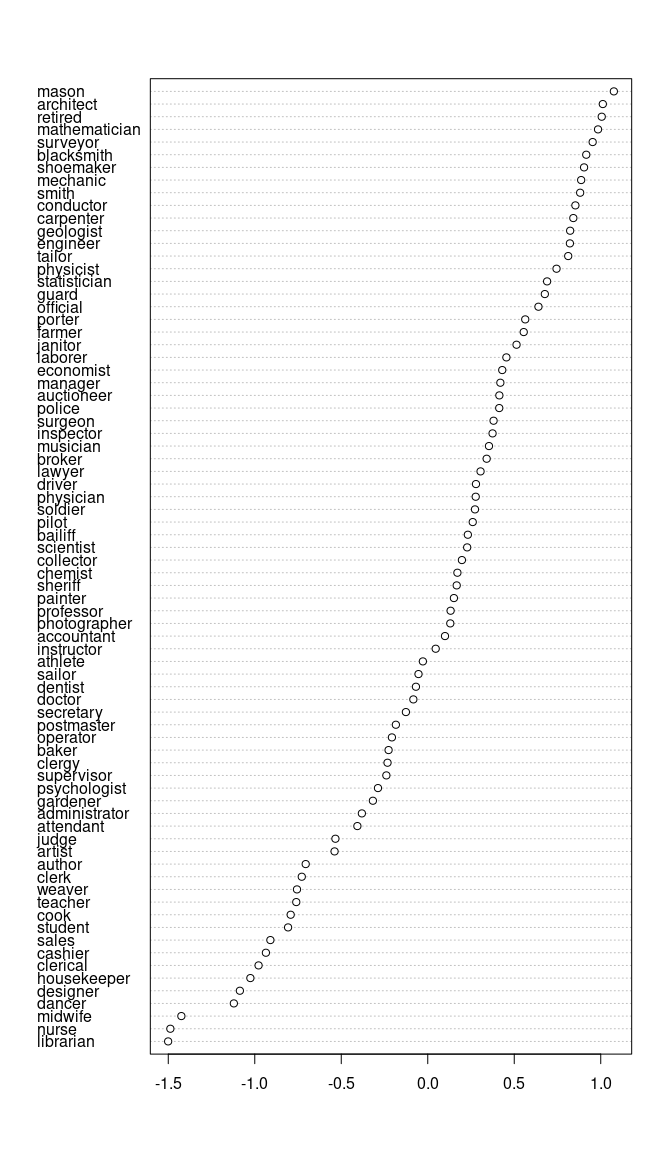 mason
architect
retired
mathematician
surveyor
blacksmith
shoemaker
mechanic
smith
conductor
carpenter
geologist
engineer
tailor
physicist
statistician
guard
official
porter
farmer
janitor
laborer
economist
manager
auctioneer
police
surgeon
inspector
musician
broker
lawyer
driver
physician
soldier
pilot
bailiff
scientist
collector
chemist
sheriff
painter
professor
photographer
accountant
instructor
athlete
sailor
dentist
doctor
secretary
postmaster
operator
baker
clergy
supervisor
psychologist
gardener
administrator
attendant
judge
artist
author
clerk
weaver
teacher
cook
student
sales
cashier
clerical
housekeeper
designer
dancer
midwife
nurse
librarian
-1.5 -1.0 -0.5 0.0 0.5 1.0